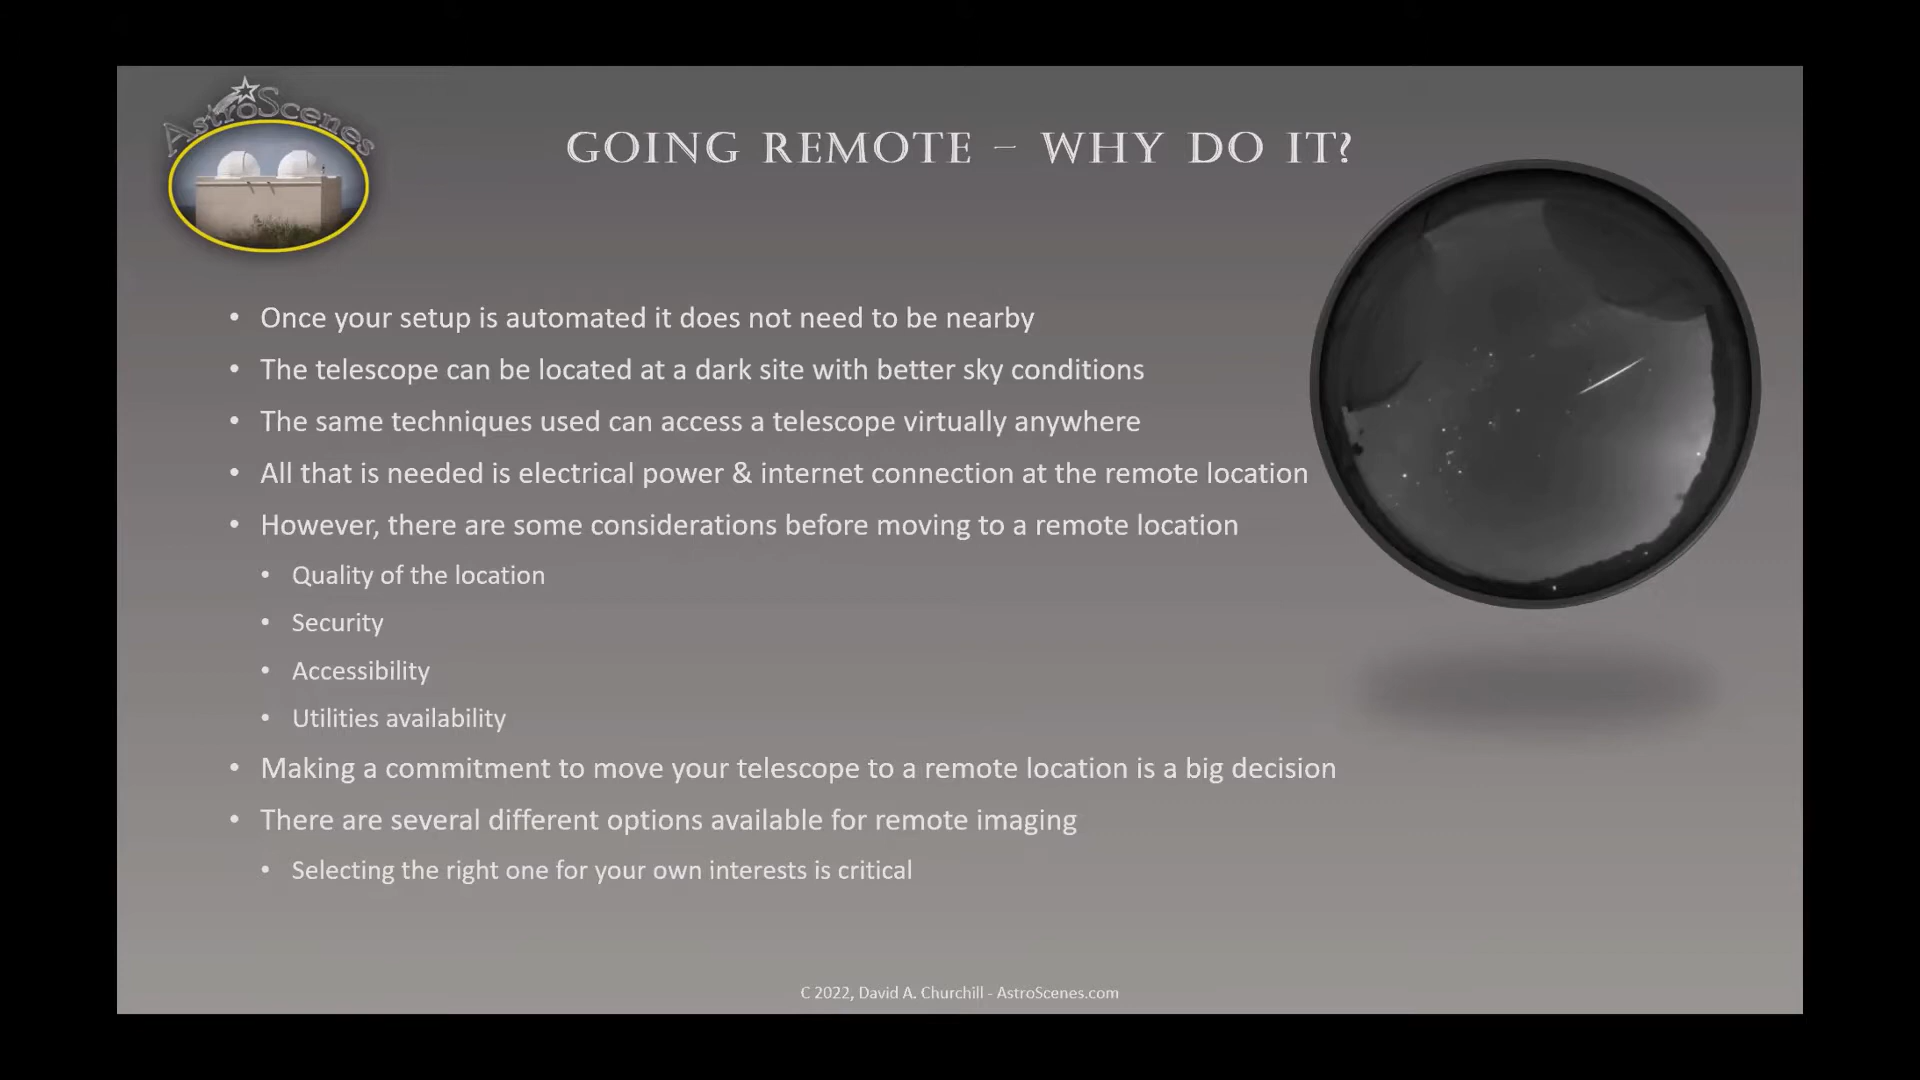 AstroScenes
GOING REMOTE – WHY DO IT?
• Once your setup is automated it does not need to be nearby
• The telescope can be located at a dark site with better sky conditions
• The same techniques used can access a telescope virtually anywhere
• All that is needed is electrical power & internet connection at the remote location
• However, there are some considerations before moving to a remote location
• Quality of the location
• Security
• Accessibility
• Utilities availability
• Making a commitment to move your telescope to a remote location is a big decision
• There are several different options available for remote imaging
• Selecting the right one for your own interests is critical
C 2022, David A. Churchill - AstroScenes.com